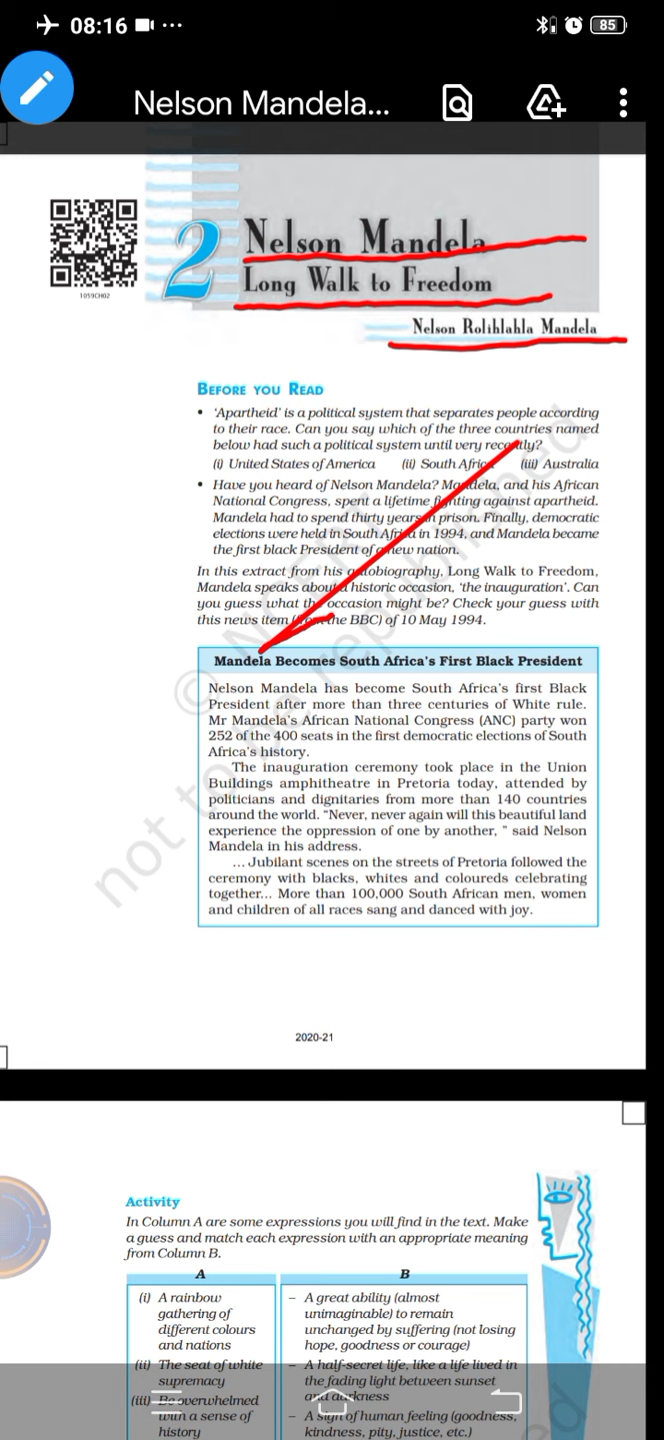 08:16
85
Nelson Mandela...
2
Nelson Mandela
Long Walk to Freedom
1059CH02
Nelson Rolihlahla Mandela
BEFORE YOU READ
• 'Apartheid' is a political system that separates people according
to their race. Can you say which of the three countries named
below had such a political system until very recently?
(i) United States of America (ii) South Africa (iii) Australia
• Have you heard of Nelson Mandela? Mandela, and his African
National Congress, spent a lifetime fighting against apartheid.
Mandela had to spend thirty years in prison. Finally, democratic
elections were held in South Africa in 1994, and Mandela became
the first black President of a new nation.
In this extract from his autobiography, Long Walk to Freedom,
Mandela speaks about a historic occasion, 'the inauguration'. Can
you guess what the occasion might be? Check your guess with
this news item (from the BBC) of 10 May 1994.
Mandela Becomes South Africa's First Black President
Nelson Mandela has become South Africa's first Black
President after more than three centuries of White rule.
Mr Mandela's African National Congress (ANC) party won
252 of the 400 seats in the first democratic elections of South
Africa's history.
The inauguration ceremony took place in the Union
Buildings amphitheatre in Pretoria today, attended by
politicians and dignitaries from more than 140 countries
around the world. "Never, never again will this beautiful land
experience the oppression of one by another, " said Nelson
Mandela in his address.
... Jubilant scenes on the streets of Pretoria followed the
ceremony with blacks, whites and coloureds celebrating
together... More than 100,000 South African men, women
and children of all races sang and danced with joy.
© NCERT
not to be republished
2020-21
Activity
In Column A are some expressions you will find in the text. Make
a guess and match each expression with an appropriate meaning
from Column B.
A
B
(i) A rainbow
gathering of
different colours
and nations
(ii) The seat of white
supremacy
(iii) Be overwhelmed
with a sense of
history
– A great ability (almost
unimaginable) to remain
unchanged by suffering (not losing
hope, goodness or courage)
– A half-secret life, like a life lived in
the fading light between sunset
and darkness
– A sign of human feeling (goodness,
kindness, pity, justice, etc.)